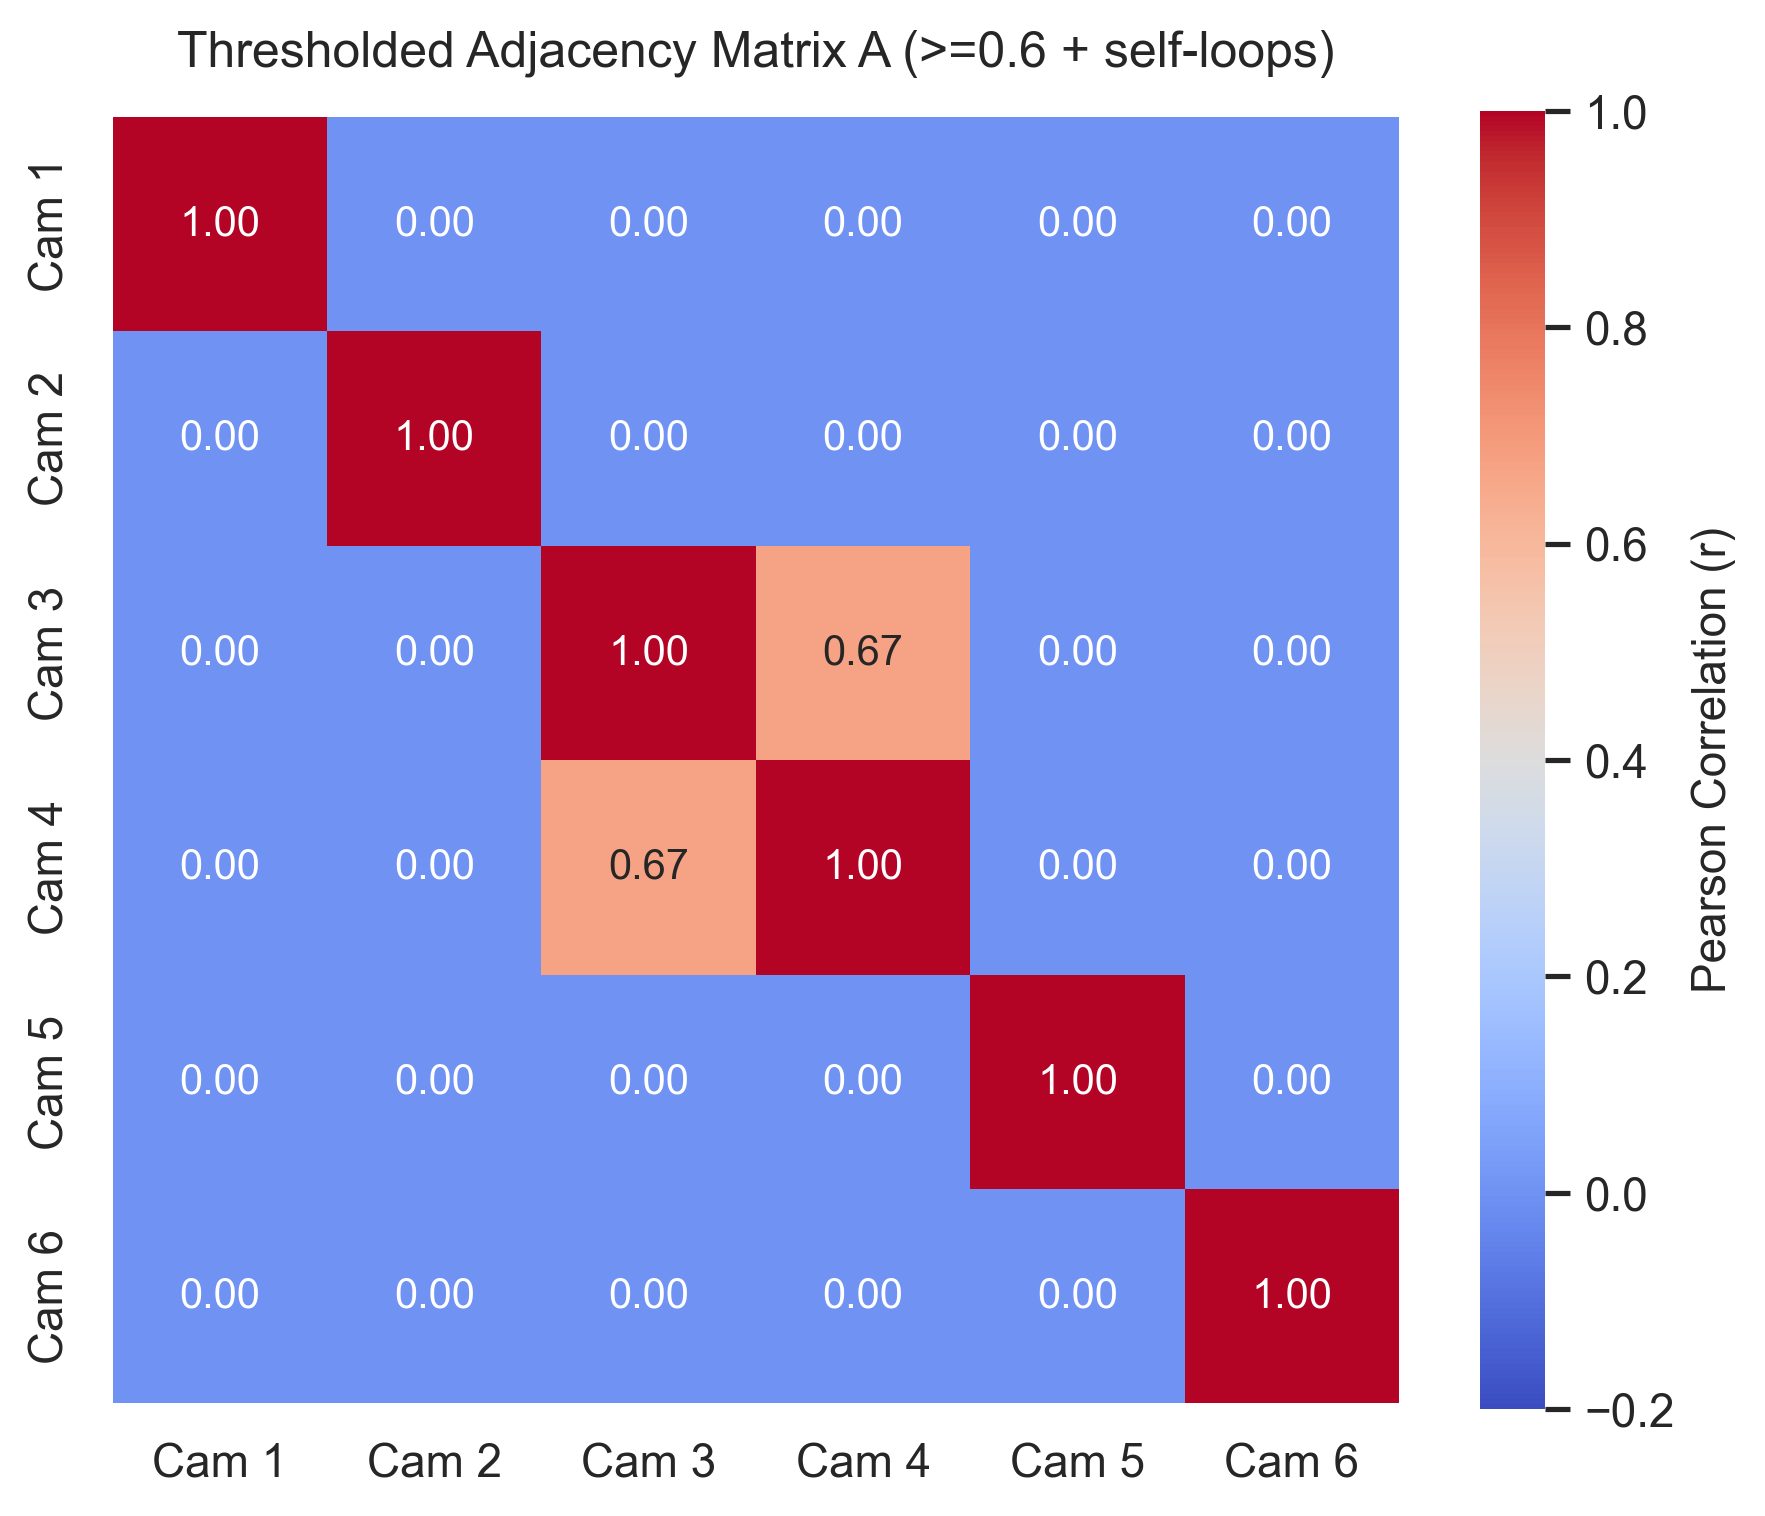 Thresholded Adjacency Matrix A (>=0.6 + self-loops)
Cam 1 1.00 0.00 0.00 0.00 0.00 0.00
Cam 2 0.00 1.00 0.00 0.00 0.00 0.00
Cam 3 0.00 0.00 1.00 0.67 0.00 0.00
Cam 4 0.00 0.00 0.67 1.00 0.00 0.00
Cam 5 0.00 0.00 0.00 0.00 1.00 0.00
Cam 6 0.00 0.00 0.00 0.00 0.00 1.00
Cam 1 Cam 2 Cam 3 Cam 4 Cam 5 Cam 6
1.0
0.8
0.6
0.4
0.2
0.0
−0.2
Pearson Correlation (r)